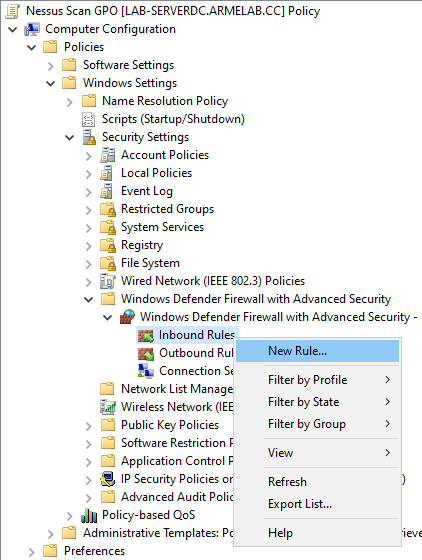 Nessus Scan GPO [LAB-SERVERDC.ARMELAB.CC] Policy
Computer Configuration
Policies
Software Settings
Windows Settings
Name Resolution Policy
Scripts (Startup/Shutdown)
Security Settings
Account Policies
Local Policies
Event Log
Restricted Groups
System Services
Registry
File System
Wired Network (IEEE 802.3) Policies
Windows Defender Firewall with Advanced Security
Windows Defender Firewall with Advanced Security -
Inbound Rules
Outbound Rul
Connection Se
Network List Manage
Wireless Network (IEE
Public Key Policies
Software Restriction P
Application Control P
IP Security Policies on
Advanced Audit Polic
Policy-based QoS
Administrative Templates: Po
Preferences
New Rule...
Filter by Profile
Filter by State
Filter by Group
View
Refresh
Export List...
Help